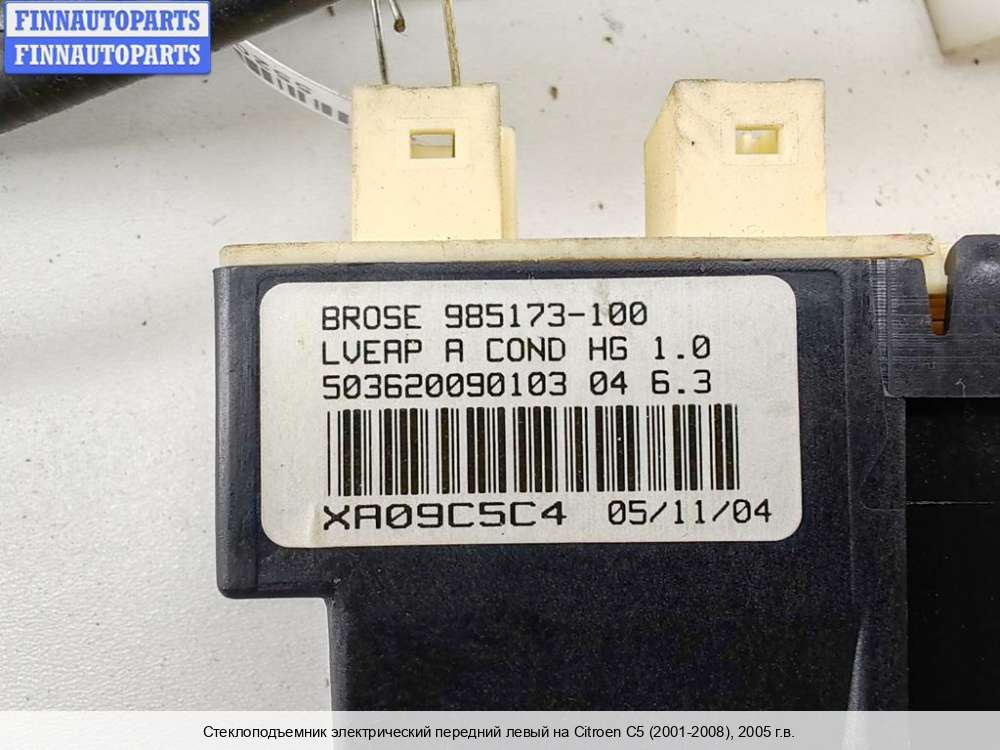 FINNAUTOPARTS
FINNAUTOPARTS
BROSE 985173-100
LVEAP A COND HG 1.0
503620090103 04 6.3
XA09C5C4 05/11/04
Стеклоподъемник электрический передний левый на Citroen C5 (2001-2008), 2005 г.в.